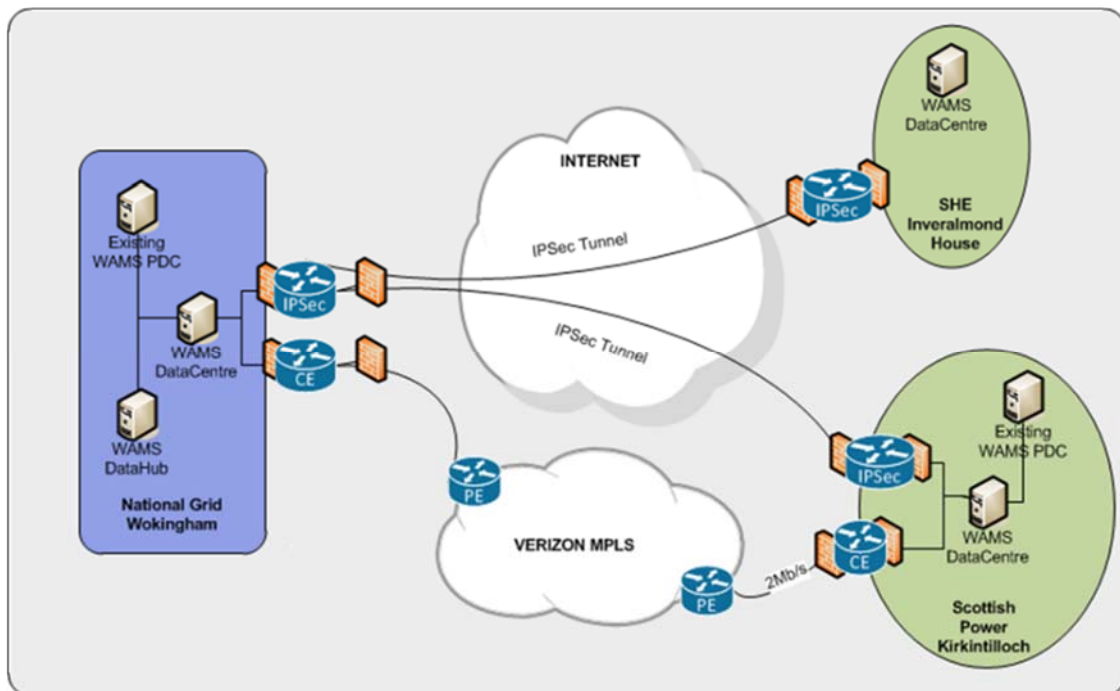 WAMS
DataCentre
SHE
Inveralmond
House
IPSec
INTERNET
IPSec Tunnel
IPSec Tunnel
Existing
WAMS PDC
IPSec
WAMS
DataCentre
CE
WAMS
DataHub
National Grid
Wokingham
PE
VERIZON MPLS
PE
2Mb/s
Existing
WAMS PDC
IPSec
WAMS
DataCentre
CE
Scottish
Power
Kirkintilloch